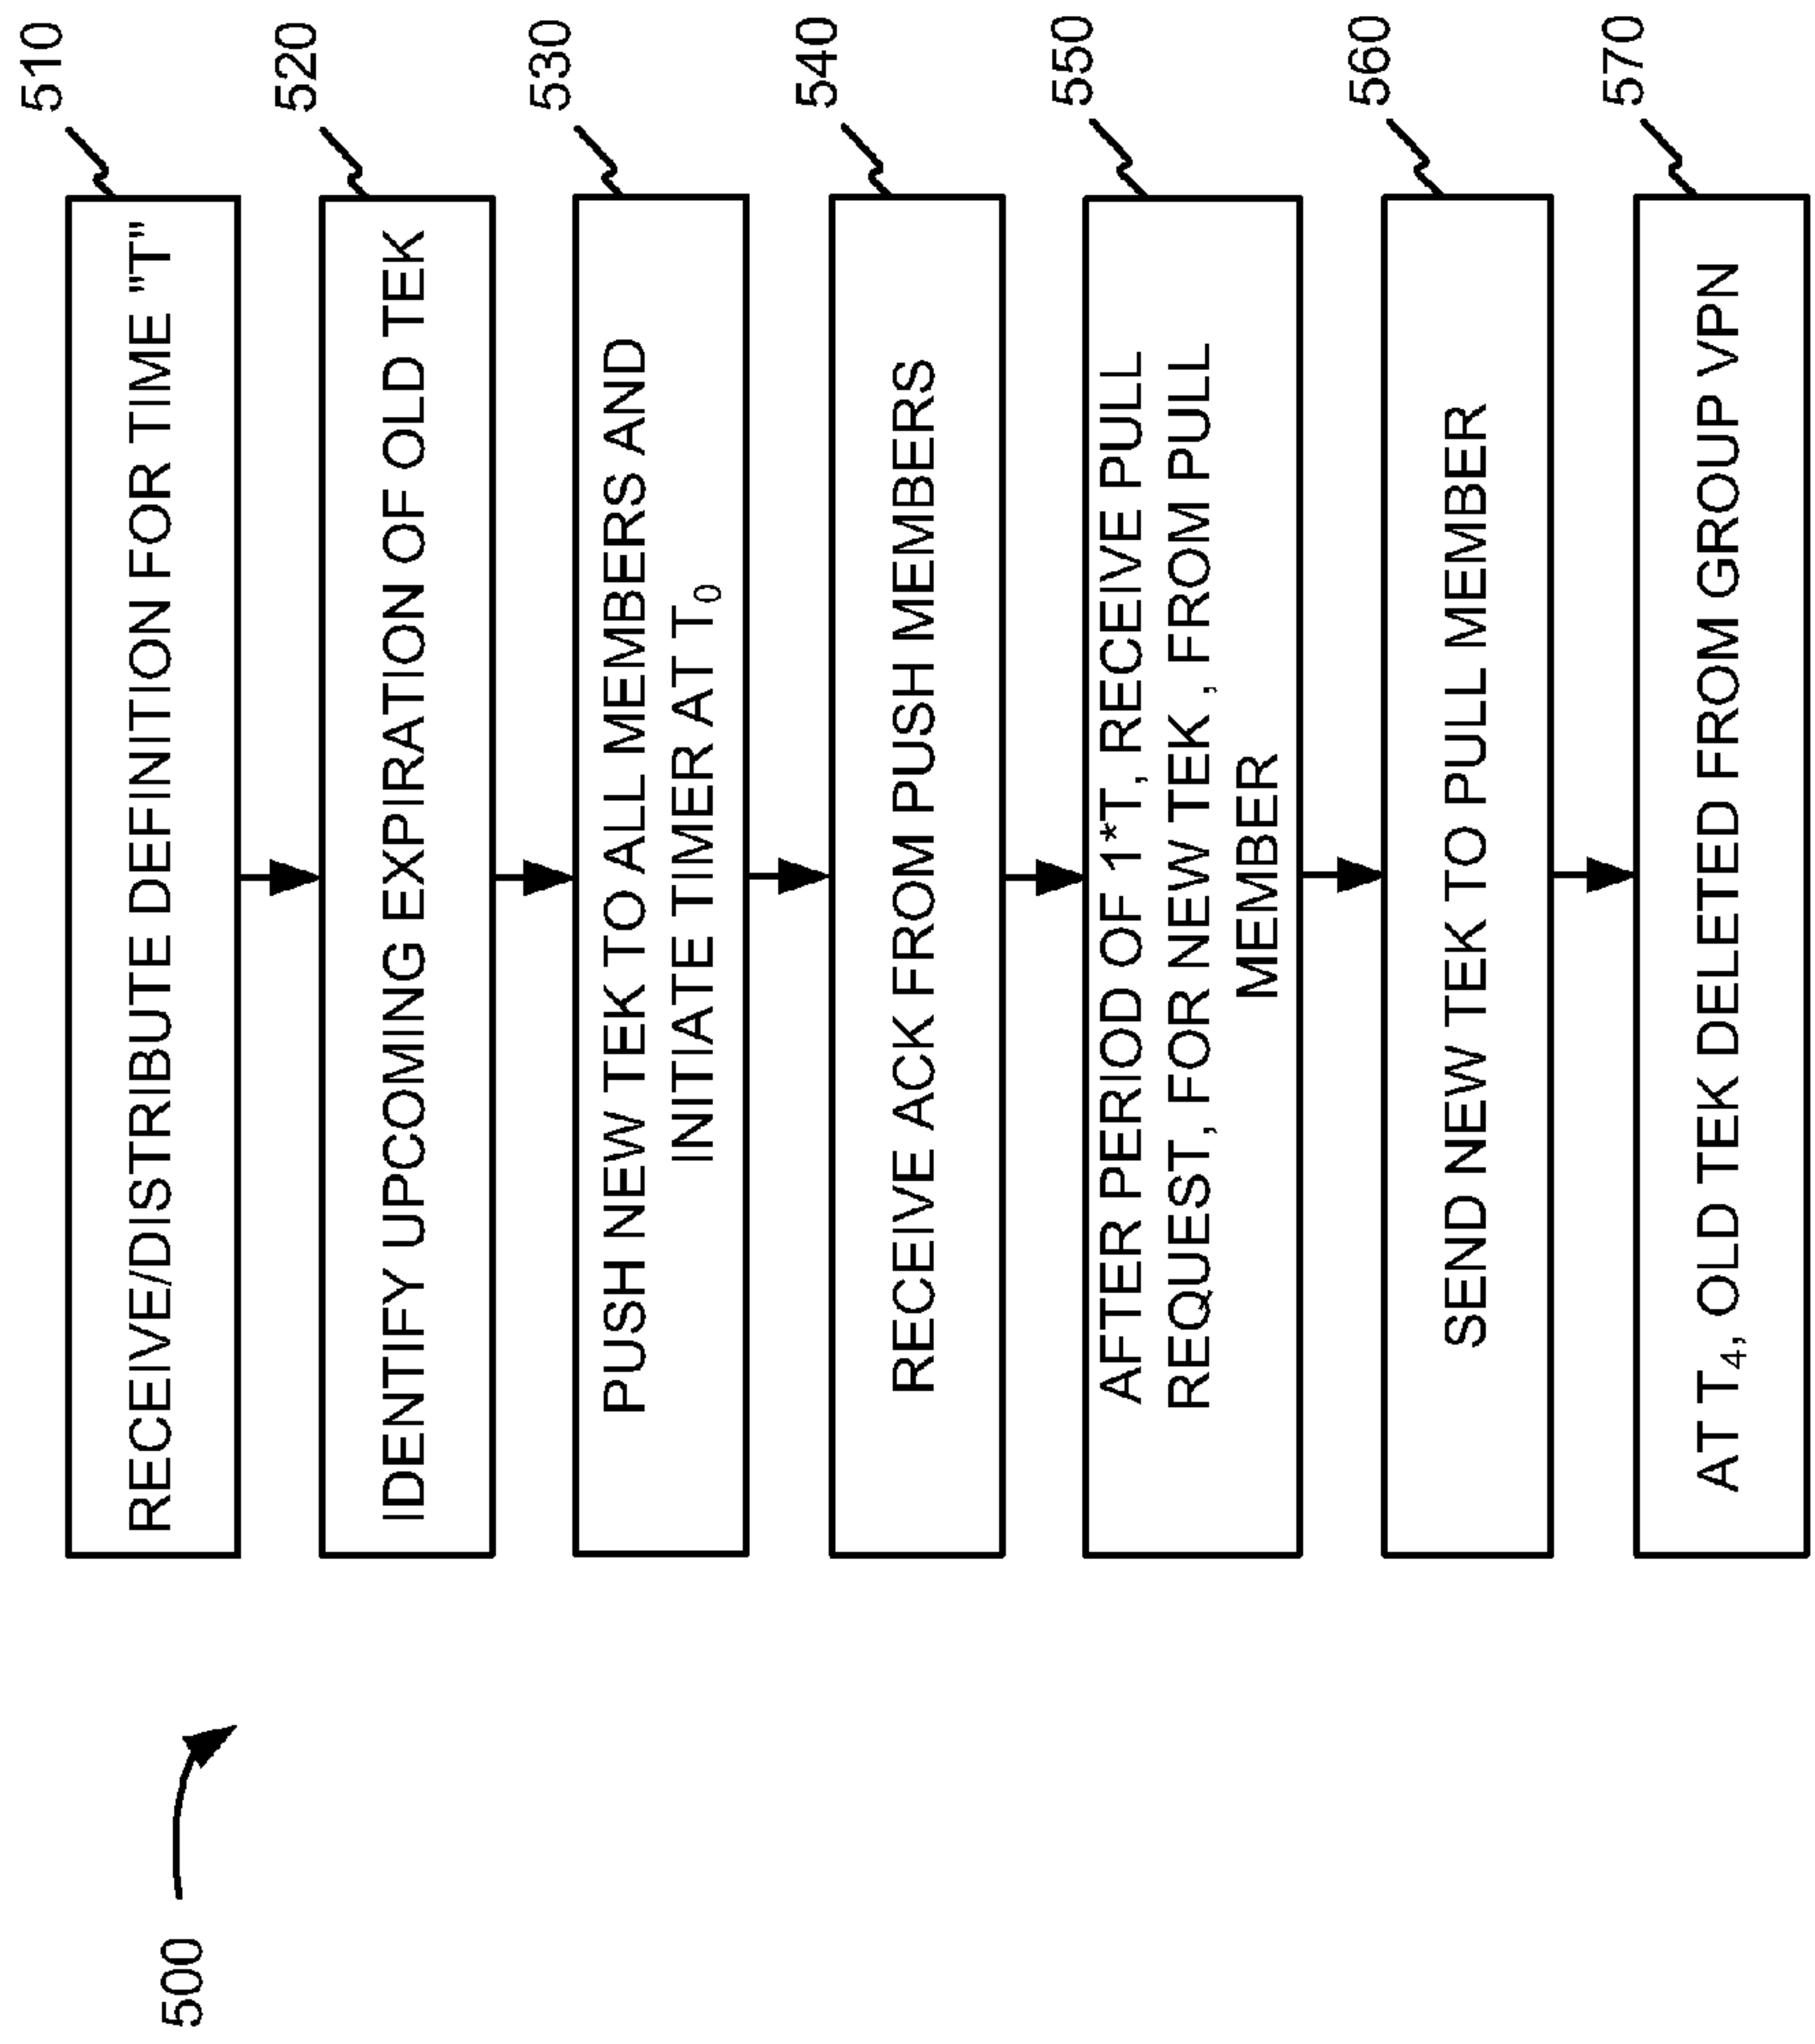 500
510
RECEIVE/DISTRIBUTE DEFINITION FOR TIME "T"
520
IDENTIFY UPCOMING EXPIRATION OF OLD TEK
530
PUSH NEW TEK TO ALL MEMBERS AND
INITIATE TIMER AT T₀
540
RECEIVE ACK FROM PUSH MEMBERS
550
AFTER PERIOD OF 1*T, RECEIVE PULL
REQUEST, FOR NEW TEK, FROM PULL
MEMBER
560
SEND NEW TEK TO PULL MEMBER
570
AT T₄, OLD TEK DELETED FROM GROUP VPN